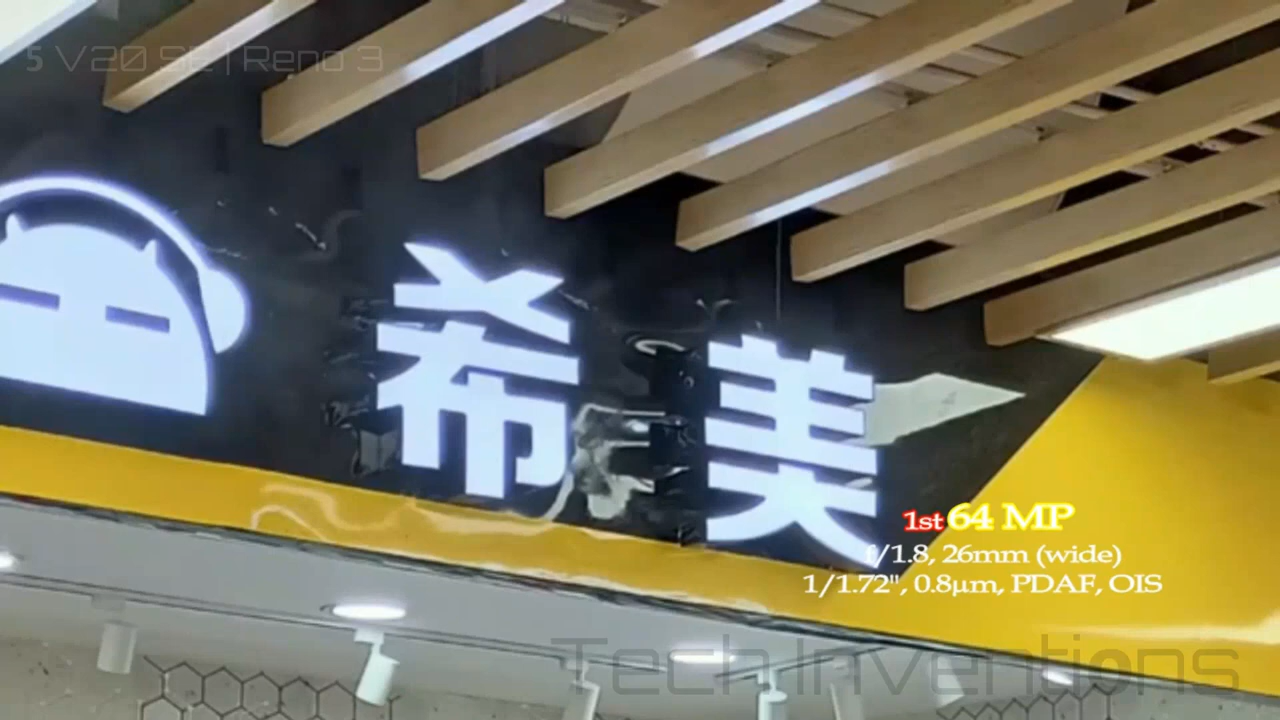 5 V20 SE | Reno 3
希美
1st 64 MP
f/1.8, 26mm (wide)
1/1.72", 0.8µm, PDAF, OIS
Tech Inventions